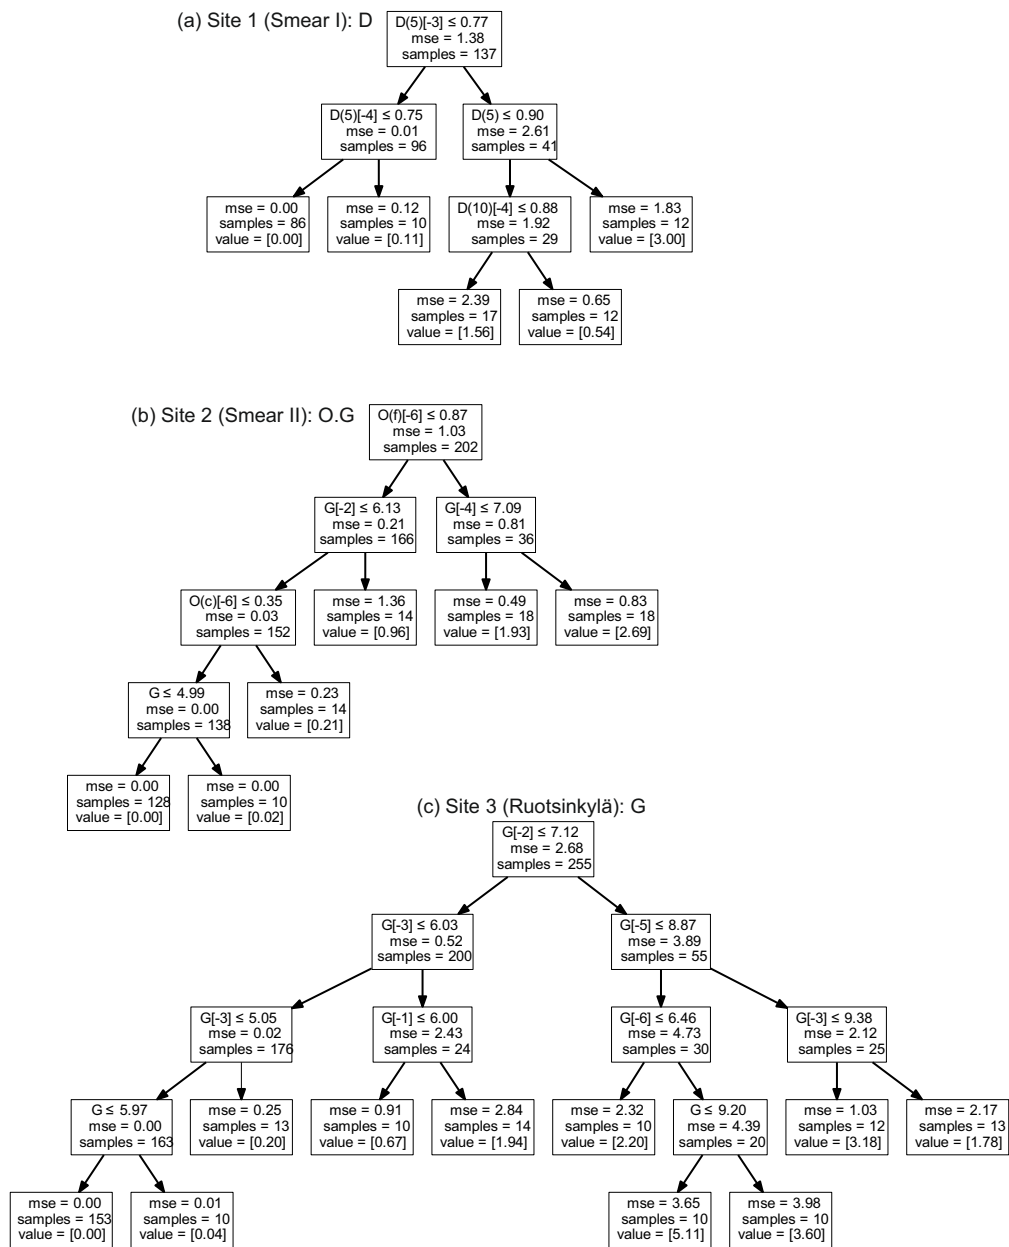 (a) Site 1 (Smear I): D
D(5)[-3] ≤ 0.77
mse = 1.38
samples = 137
D(5)[-4] ≤ 0.75
mse = 0.01
samples = 96
D(5) ≤ 0.90
mse = 2.61
samples = 41
mse = 0.00
samples = 86
value = [0.00]
mse = 0.12
samples = 10
value = [0.11]
D(10)[-4] ≤ 0.88
mse = 1.92
samples = 29
mse = 1.83
samples = 12
value = [3.00]
mse = 2.39
samples = 17
value = [1.56]
mse = 0.65
samples = 12
value = [0.54]
(b) Site 2 (Smear II): O.G
O(f)[-6] ≤ 0.87
mse = 1.03
samples = 202
G[-2] ≤ 6.13
mse = 0.21
samples = 166
G[-4] ≤ 7.09
mse = 0.81
samples = 36
O(c)[-6] ≤ 0.35
mse = 0.03
samples = 152
mse = 1.36
samples = 14
value = [0.96]
mse = 0.49
samples = 18
value = [1.93]
mse = 0.83
samples = 18
value = [2.69]
G ≤ 4.99
mse = 0.00
samples = 138
mse = 0.23
samples = 14
value = [0.21]
mse = 0.00
samples = 128
value = [0.00]
mse = 0.00
samples = 10
value = [0.02]
(c) Site 3 (Ruotsinkylä): G
G[-2] ≤ 7.12
mse = 2.68
samples = 255
G[-3] ≤ 6.03
mse = 0.52
samples = 200
G[-5] ≤ 8.87
mse = 3.89
samples = 55
G[-3] ≤ 5.05
mse = 0.02
samples = 176
G[-1] ≤ 6.00
mse = 2.43
samples = 24
G[-6] ≤ 6.46
mse = 4.73
samples = 30
G[-3] ≤ 9.38
mse = 2.12
samples = 25
G ≤ 5.97
mse = 0.00
samples = 163
mse = 0.25
samples = 13
value = [0.20]
mse = 0.91
samples = 10
value = [0.67]
mse = 2.84
samples = 14
value = [1.94]
mse = 2.32
samples = 10
value = [2.20]
G ≤ 9.20
mse = 4.39
samples = 20
mse = 1.03
samples = 12
value = [3.18]
mse = 2.17
samples = 13
value = [1.78]
mse = 0.00
samples = 153
value = [0.00]
mse = 0.01
samples = 10
value = [0.04]
mse = 3.65
samples = 10
value = [5.11]
mse = 3.98
samples = 10
value = [3.60]